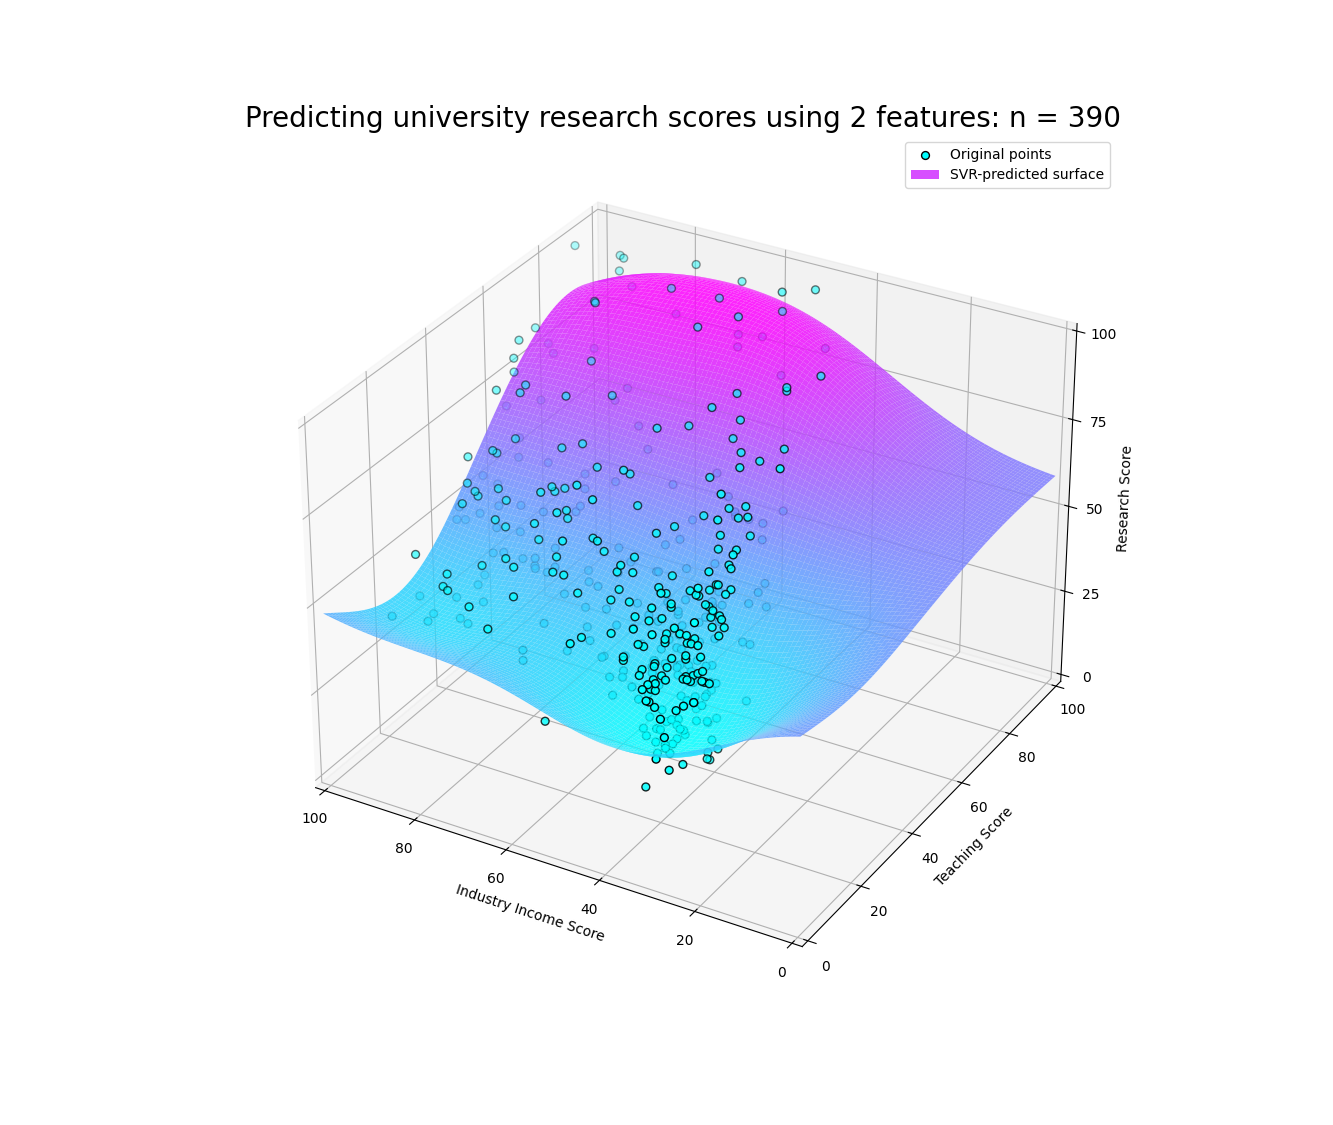 Predicting university research scores using 2 features: n = 390
Original points
SVR-predicted surface
100
75
50
25
0
Research Score
100
80
60
40
20
0
Teaching Score
100
80
60
40
20
0
Industry Income Score